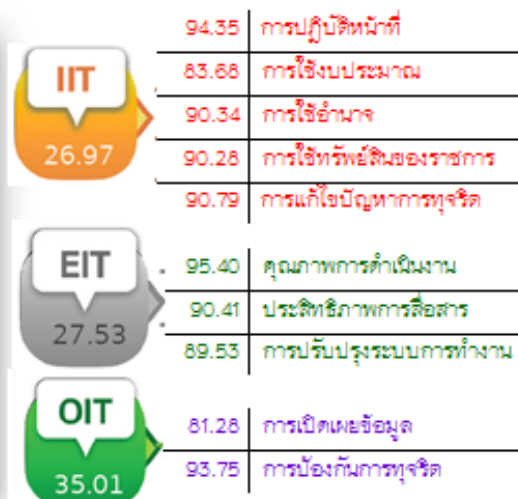 IIT
26.97
94.35 การปฏิบัติหน้าที่
83.68 การใช้งบประมาณ
90.34 การใช้อำนาจ
90.28 การใช้ทรัพย์สินของราชการ
90.79 การแก้ไขปัญหาการทุจริต
EIT
27.53
95.40 คุณภาพการดำเนินงาน
90.41 ประสิทธิภาพการสื่อสาร
89.53 การปรับปรุงระบบการทำงาน
OIT
35.01
81.28 การเปิดเผยข้อมูล
93.75 การป้องกันการทุจริต